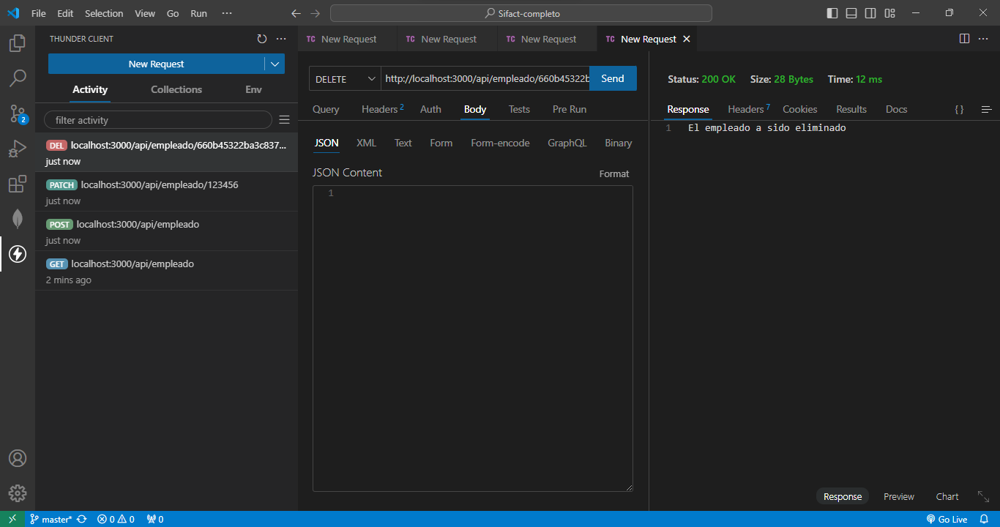 File Edit Selection View Go Run ··· Sifact-completo
THUNDER CLIENT
New Request
Activity Collections Env
filter activity
DEL localhost:3000/api/empleado/660b45322ba3c837...
just now
PATCH localhost:3000/api/empleado/123456
just now
POST localhost:3000/api/empleado
just now
GET localhost:3000/api/empleado
2 mins ago
2
TC New Request TC New Request TC New Request TC New Request
DELETE http://localhost:3000/api/empleado/660b45322b Send
Query Headers 2 Auth Body Tests Pre Run
JSON XML Text Form Form-encode GraphQL Binary
JSON Content Format
1
Status: 200 OK Size: 28 Bytes Time: 12 ms
Response Headers 7 Cookies Results Docs { }
1 El empleado a sido eliminado
Response Preview Chart
master* 0 0 0 Go Live